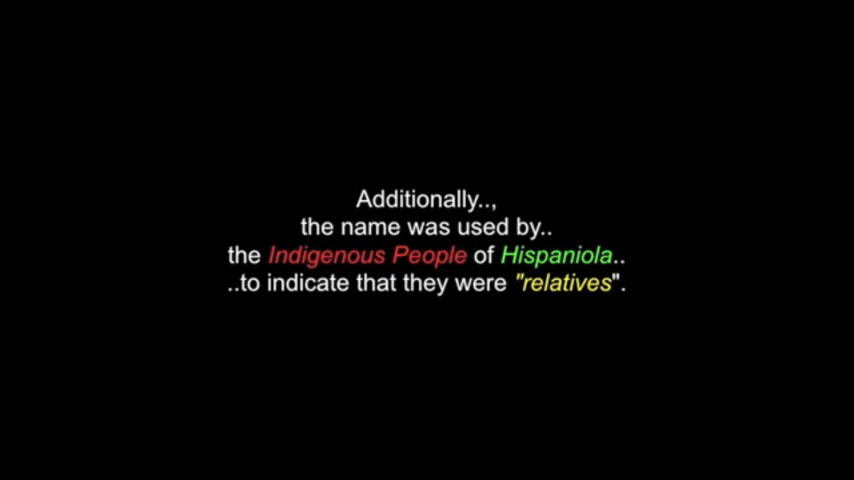 Additionally..,
the name was used by..
the Indigenous People of Hispaniola..
..to indicate that they were "relatives".